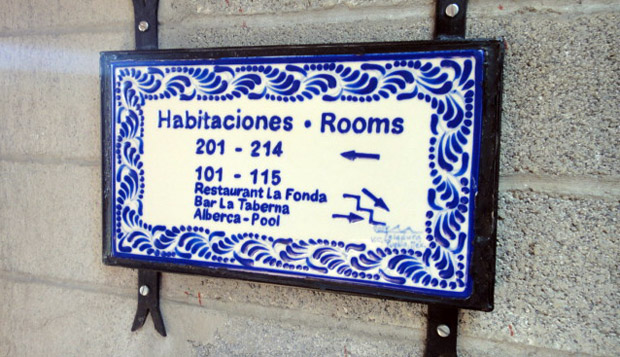 Habitaciones • Rooms
201 - 214
101 - 115
Restaurant La Fonda
Bar La Taberna
Alberca - Pool